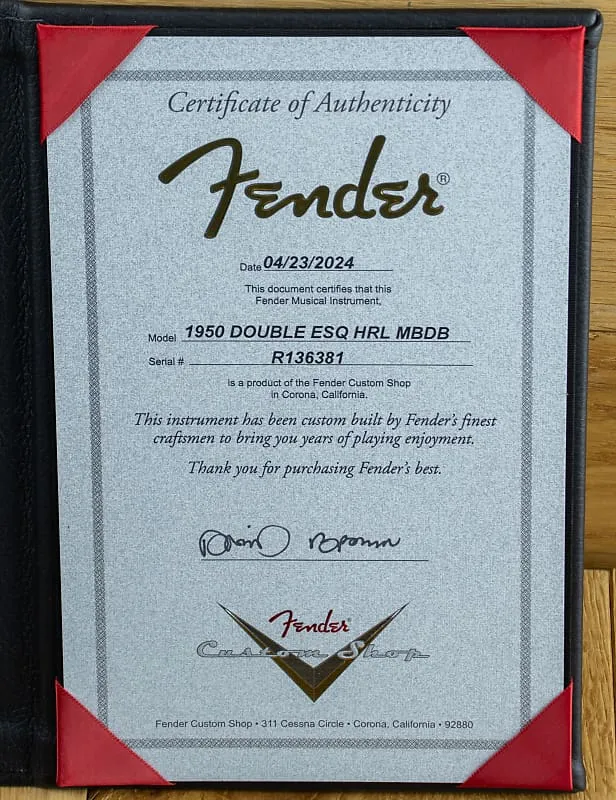 Certificate of Authenticity
Fender®
Date 04/23/2024
This document certifies that this
Fender Musical Instrument,
Model 1950 DOUBLE ESQ HRL MBDB
Serial # R136381
is a product of the Fender Custom Shop
in Corona, California.
This instrument has been custom built by Fender's finest
craftsmen to bring you years of playing enjoyment.
Thank you for purchasing Fender's best.
David Brown
Fender®
Custom Shop
Fender Custom Shop • 311 Cessna Circle • Corona, California • 92880